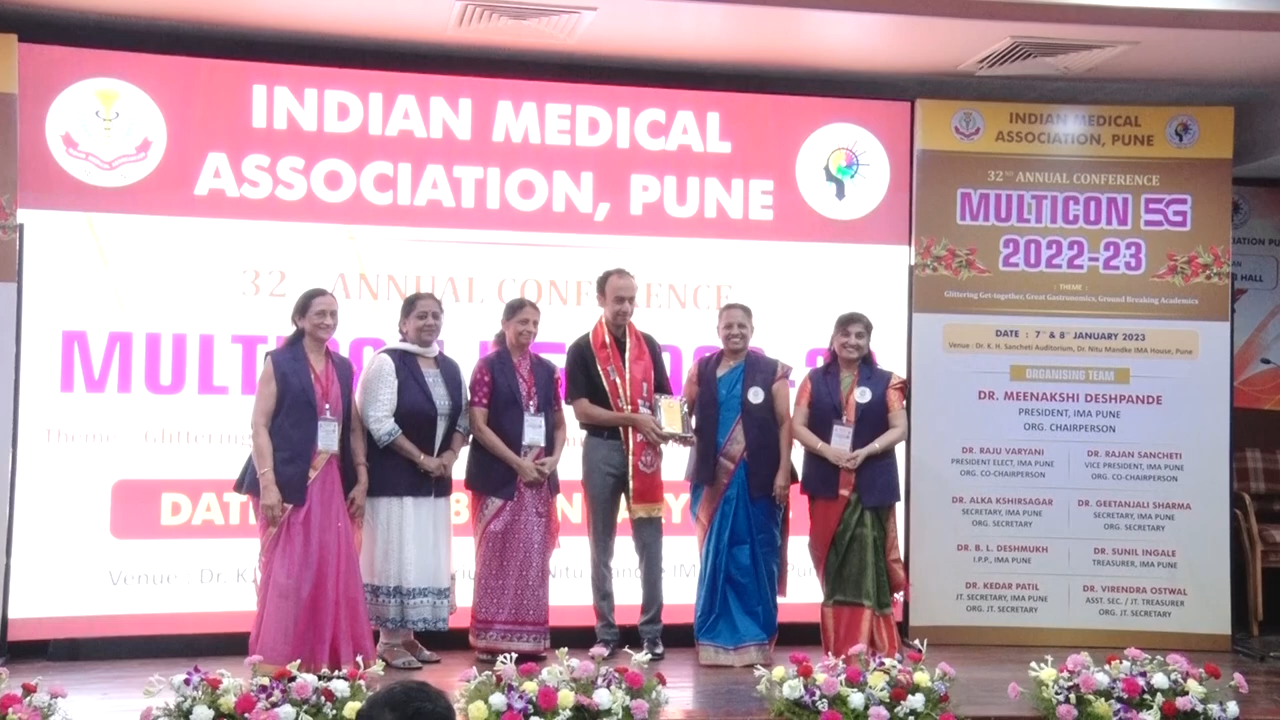 INDIAN MEDICAL
ASSOCIATION, PUNE
32 ANNUAL CONFERENCE
Theme : Glittering
Venue : Dr. K.
INDIAN MEDICAL
ASSOCIATION, PUNE
32ND ANNUAL CONFERENCE
MULTICON 5G
2022-23
: THEME :
Glittering Get-together, Great Gastronemics, Ground Breaking Academics
DATE : 7TH & 8TH JANUARY 2023
Venue : Dr. K. H. Sancheti Auditorium, Dr. Nitu Mandke IMA House, Pune
ORGANISING TEAM
DR. MEENAKSHI DESHPANDE
PRESIDENT, IMA PUNE
ORG. CHAIRPERSON
DR. RAJU VARYANI
PRESIDENT ELECT, IMA PUNE
ORG. CO-CHAIRPERSON
DR. RAJAN SANCHETI
VICE PRESIDENT, IMA PUNE
ORG. CO-CHAIRPERSON
DR. ALKA KSHIRSAGAR
SECRETARY, IMA PUNE
ORG. SECRETARY
DR. GEETANJALI SHARMA
SECRETARY, IMA PUNE
ORG. SECRETARY
DR. B. L. DESHMUKH
I.P.P., IMA PUNE
DR. SUNIL INGALE
TREASURER, IMA PUNE
DR. KEDAR PATIL
JT. SECRETARY, IMA PUNE
ORG. JT. SECRETARY
DR. VIRENDRA OSTWAL
ASST. SEC. / JT. TREASURER
ORG. JT. SECRETARY
HALL